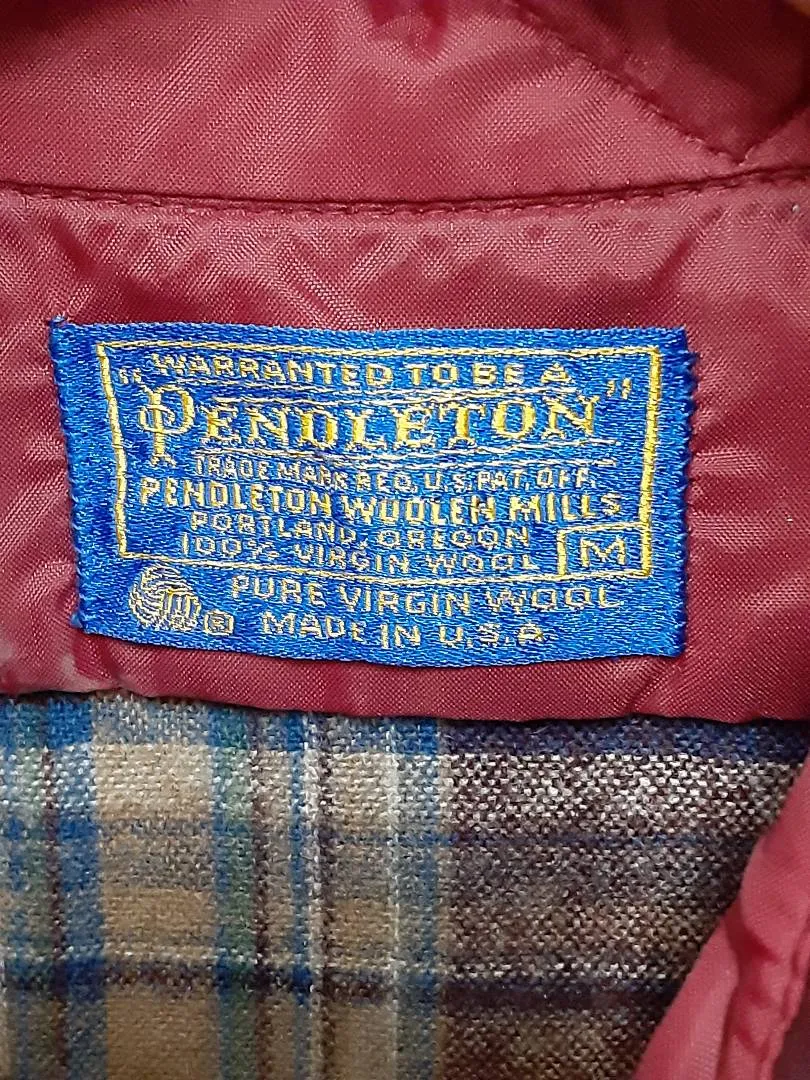 "WARRANTED TO BE A
PENDLETON"
TRADE MARK REG. U.S. PAT. OFF.
PENDLETON WOOLEN MILLS
PORTLAND, OREGON
100% VIRGIN WOOL M
PURE VIRGIN WOOL
® MADE IN U.S.A.